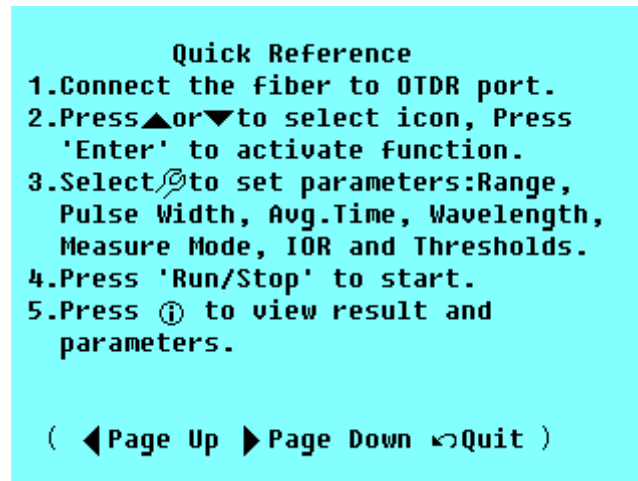 Quick Reference
1.Connect the fiber to OTDR port.
2.Press▲or▼to select icon, Press
'Enter' to activate function.
3.Select to set parameters:Range,
Pulse Width, Avg.Time, Wavelength,
Measure Mode, IOR and Thresholds.
4.Press 'Run/Stop' to start.
5.Press ⓘ to view result and
parameters.
( ◀Page Up ▶Page Down ↶Quit )